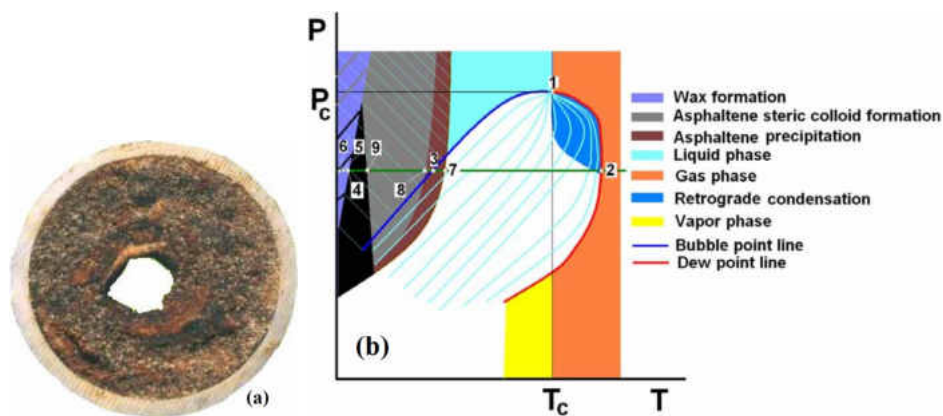 (a)
P
Pc
1
2
3
7
6
5
9
4
8
(b)
Tc
T
Wax formation
Asphaltene steric colloid formation
Asphaltene precipitation
Liquid phase
Gas phase
Retrograde condensation
Vapor phase
Bubble point line
Dew point line